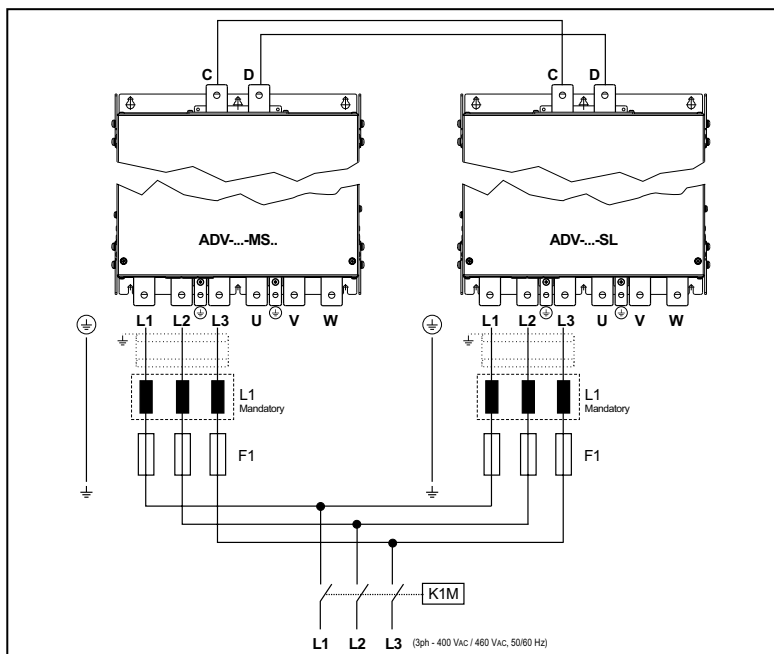 C D C D
ADV-...-MS.. ADV-...-SL
L1 L2 L3 U V W L1 L2 L3 U V W
L1 L1
Mandatory Mandatory
F1 F1
K1M
L1 L2 L3 (3ph - 400 VAC / 460 VAC, 50/60 Hz)